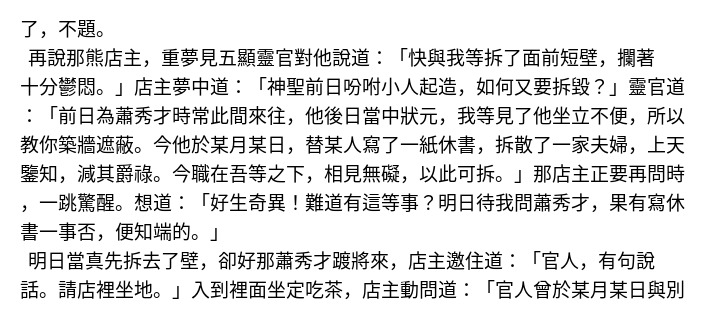 了，不題。
再說那熊店主，重夢見五顯靈官對他說道：「快與我等拆了面前短壁，攔著
十分鬱悶。」店主夢中道：「神聖前日吩咐小人起造，如何又要拆毀？」靈官道
：「前日為蕭秀才時常此間來往，他後日當中狀元，我等見了他坐立不便，所以
教你築牆遮蔽。今他於某月某日，替某人寫了一紙休書，拆散了一家夫婦，上天
鑒知，減其爵祿。今職在吾等之下，相見無礙，以此可拆。」那店主正要再問時
，一跳驚醒。想道：「好生奇異！難道有這等事？明日待我問蕭秀才，果有寫休
書一事否，便知端的。」
明日當真先拆去了壁，卻好那蕭秀才踱將來，店主邀住道：「官人，有句說
話。請店裡坐地。」入到裡面坐定吃茶，店主動問道：「官人曾於某月某日與別